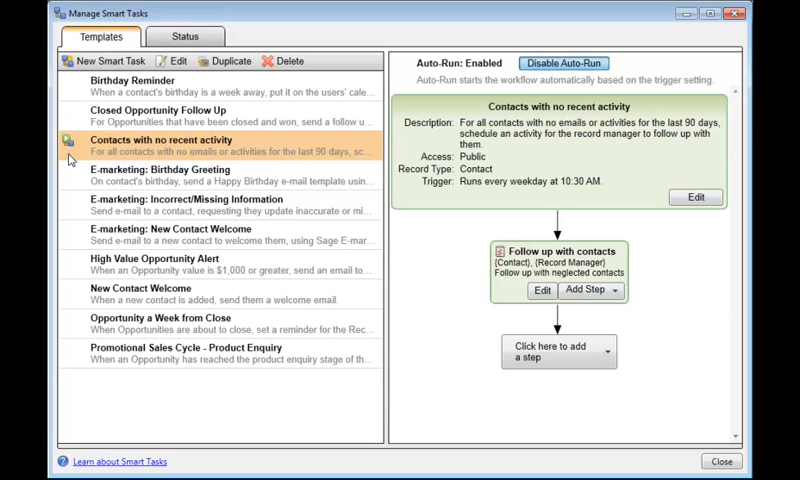 Manage Smart Tasks
Templates
Status
New Smart Task
Edit
Duplicate
Delete
Birthday Reminder
When a contact's birthday is a week away, put it on the users' cale...
Closed Opportunity Follow Up
For Opportunities that have been closed and won, send a follow u...
Contacts with no recent activity
For all contacts with no emails or activities for the last 90 days, sc...
E-marketing: Birthday Greeting
On contact's birthday, send a Happy Birthday e-mail template usin...
E-marketing: Incorrect/Missing Information
Send e-mail to a contact, requesting they update inaccurate or mi...
E-marketing: New Contact Welcome
Send e-mail to a new contact to welcome them, using Sage E-mar...
High Value Opportunity Alert
When an Opportunity value is $1,000 or greater, send an email to...
New Contact Welcome
When a new contact is added, send them a welcome email.
Opportunity a Week from Close
When Opportunities are about to close, set a reminder for the Rec...
Promotional Sales Cycle - Product Enquiry
When an Opportunity has reached the product enquiry stage of th...
Auto-Run: Enabled
Disable Auto-Run
Auto-Run starts the workflow automatically based on the trigger setting.
Contacts with no recent activity
Description: For all contacts with no emails or activities for the last 90 days,
schedule an activity for the record manager to follow up with
them.
Access: Public
Record Type: Contact
Trigger: Runs every weekday at 10:30 AM.
Edit
Follow up with contacts
{Contact}, {Record Manager}
Follow up with neglected contacts
Edit
Add Step
Click here to add
a step
Learn about Smart Tasks
Close